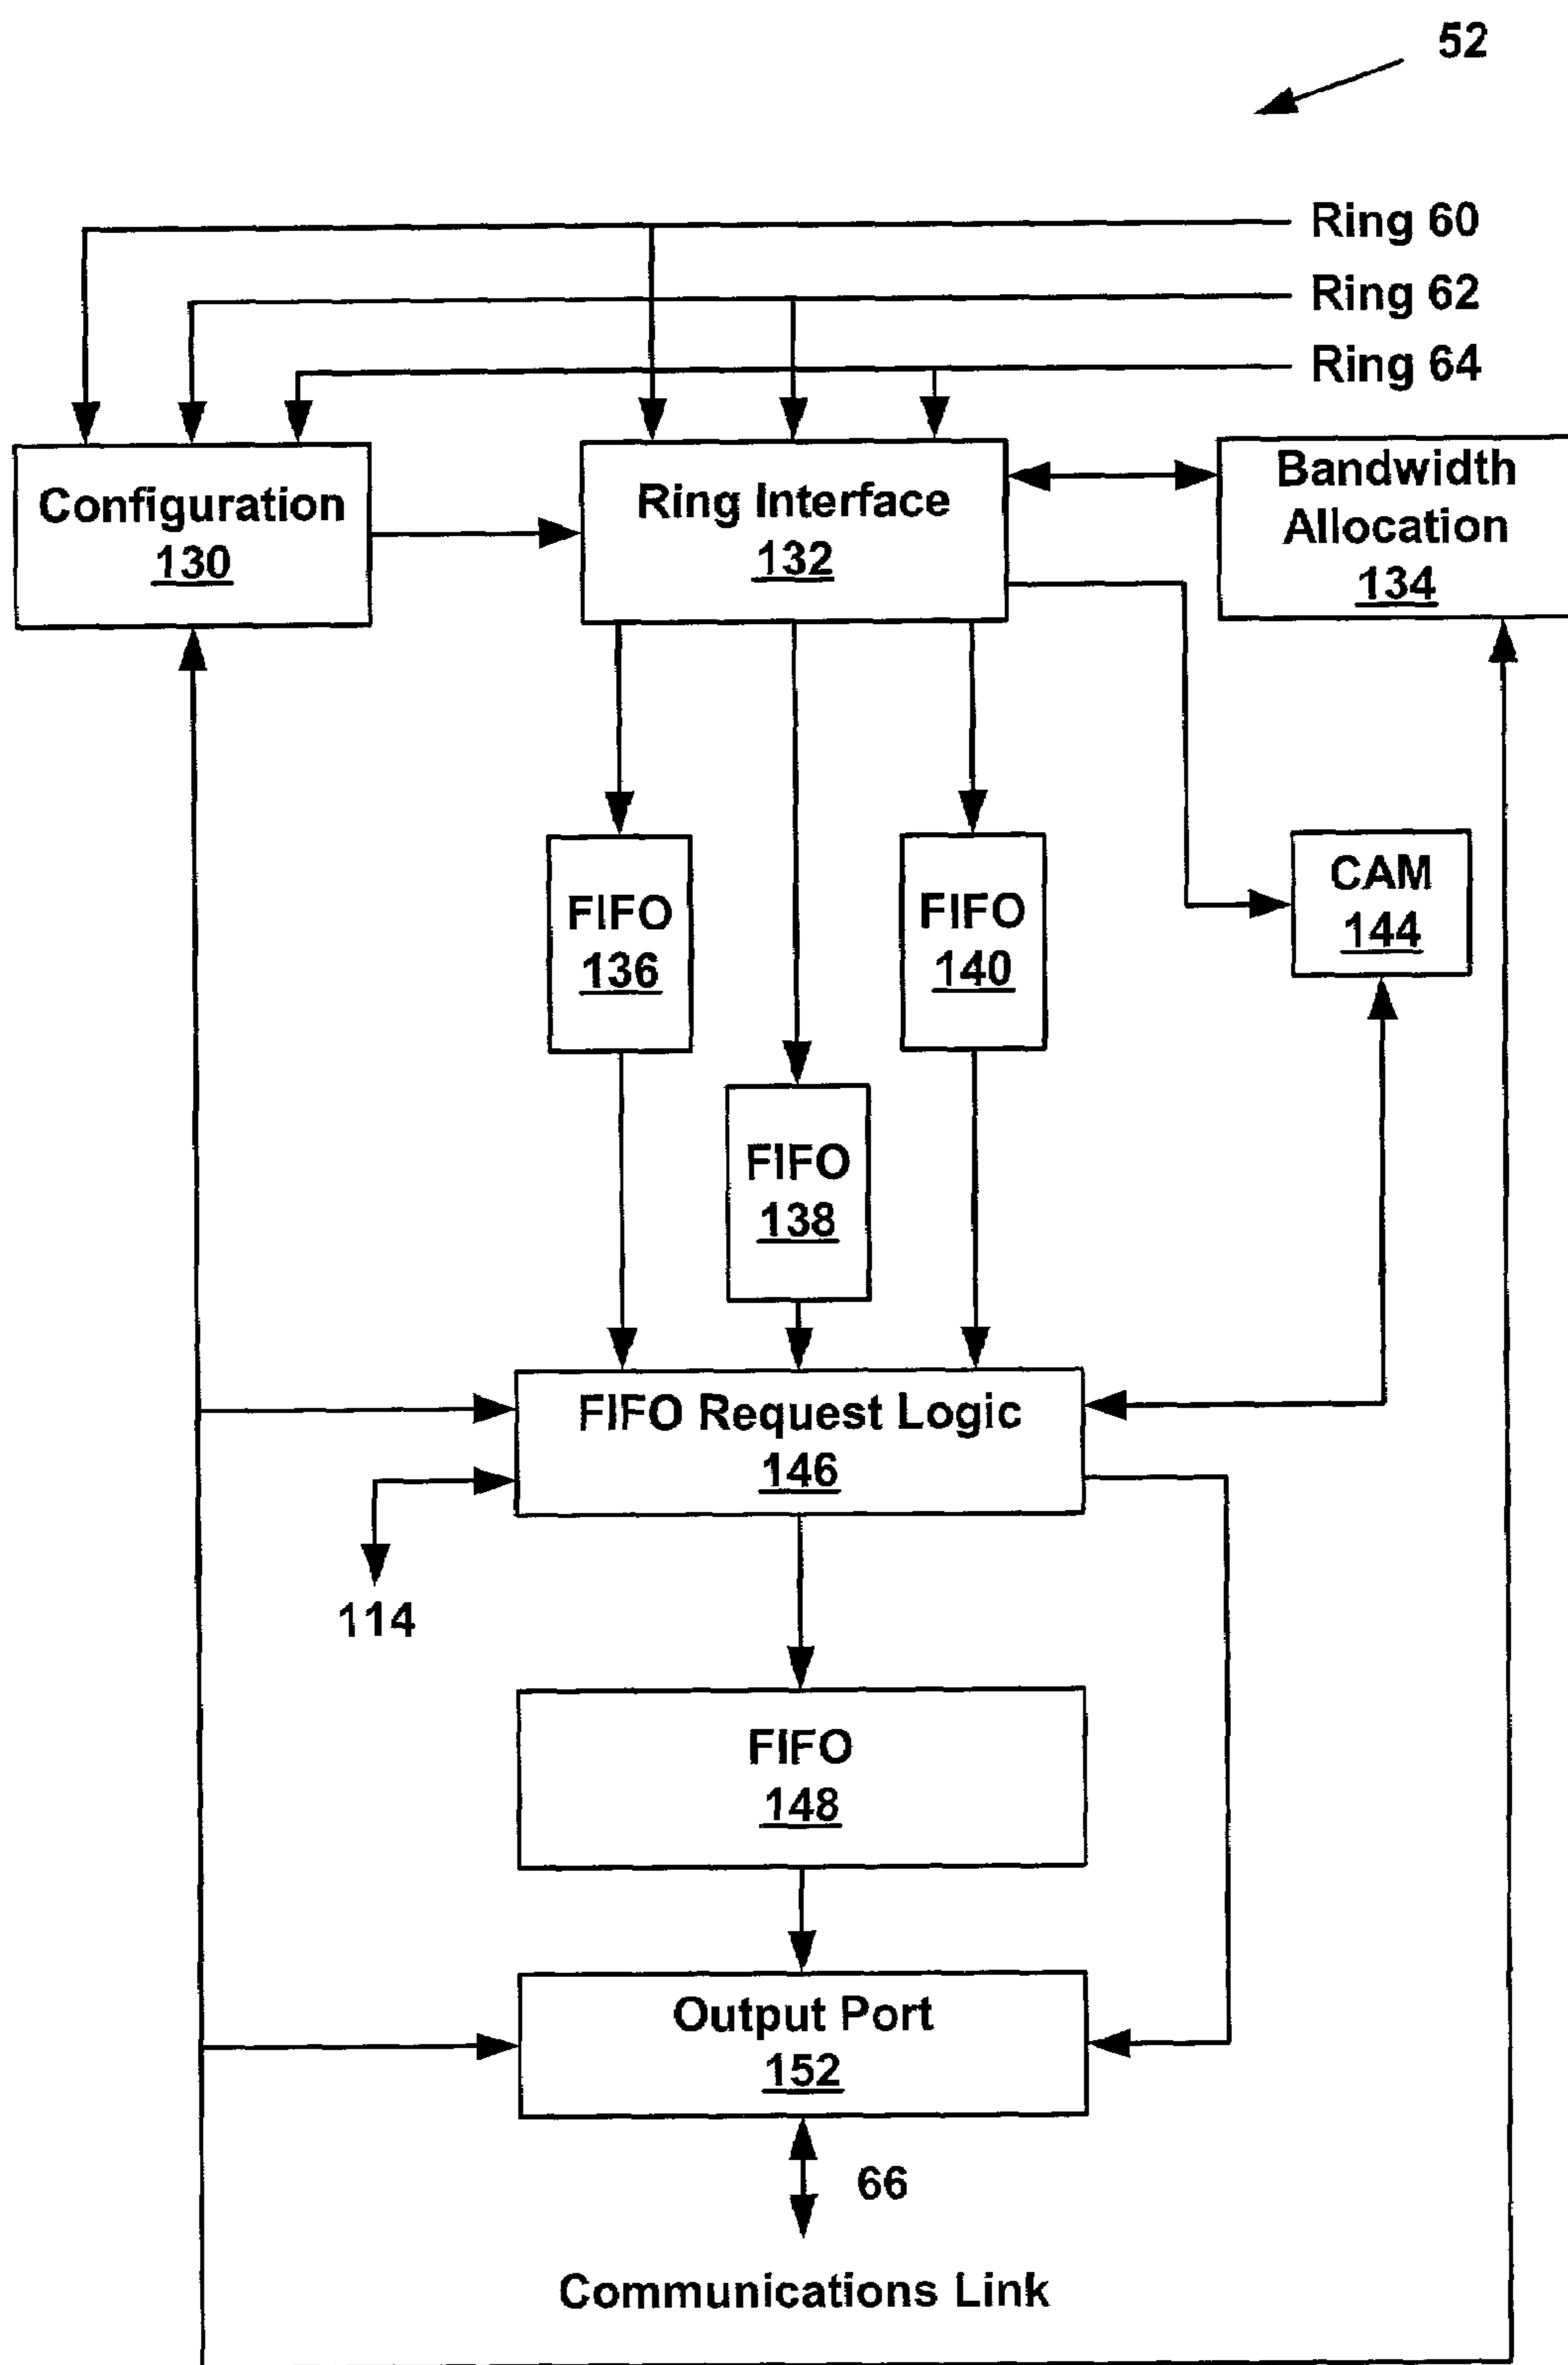 52
Ring 60
Ring 62
Ring 64
Configuration
130
Ring Interface
132
Bandwidth
Allocation
134
FIFO
136
FIFO
140
CAM
144
FIFO
138
FIFO Request Logic
146
114
FIFO
148
Output Port
152
66
Communications Link